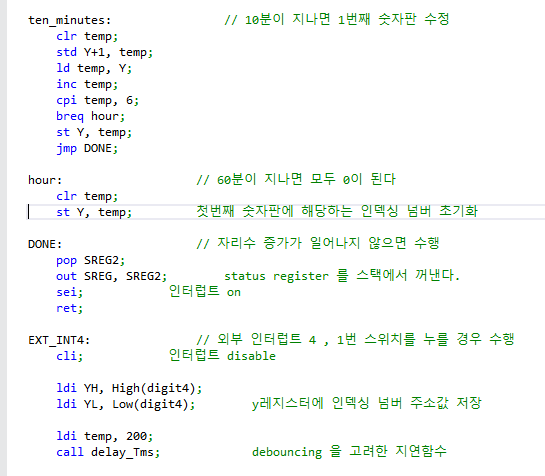 ten_minutes: // 10분이 지나면 1번째 숫자판 수정
clr temp;
std Y+1, temp;
ld temp, Y;
inc temp;
cpi temp, 6;
breq hour;
st Y, temp;
jmp DONE;
hour: // 60분이 지나면 모두 0이 된다
clr temp;
st Y, temp; 첫번째 숫자판에 해당하는 인덱싱 넘버 초기화
DONE: // 자리수 증가가 일어나지 않으면 수행
pop SREG2;
out SREG, SREG2; status register 를 스택에서 꺼낸다.
sei; 인터럽트 on
ret;
EXT_INT4: // 외부 인터럽트 4 , 1번 스위치를 누를 경우 수행
cli; 인터럽트 disable
ldi YH, High(digit4);
ldi YL, Low(digit4); y레지스터에 인덱싱 넘버 주소값 저장
ldi temp, 200;
call delay_Tms; debouncing 을 고려한 지연함수